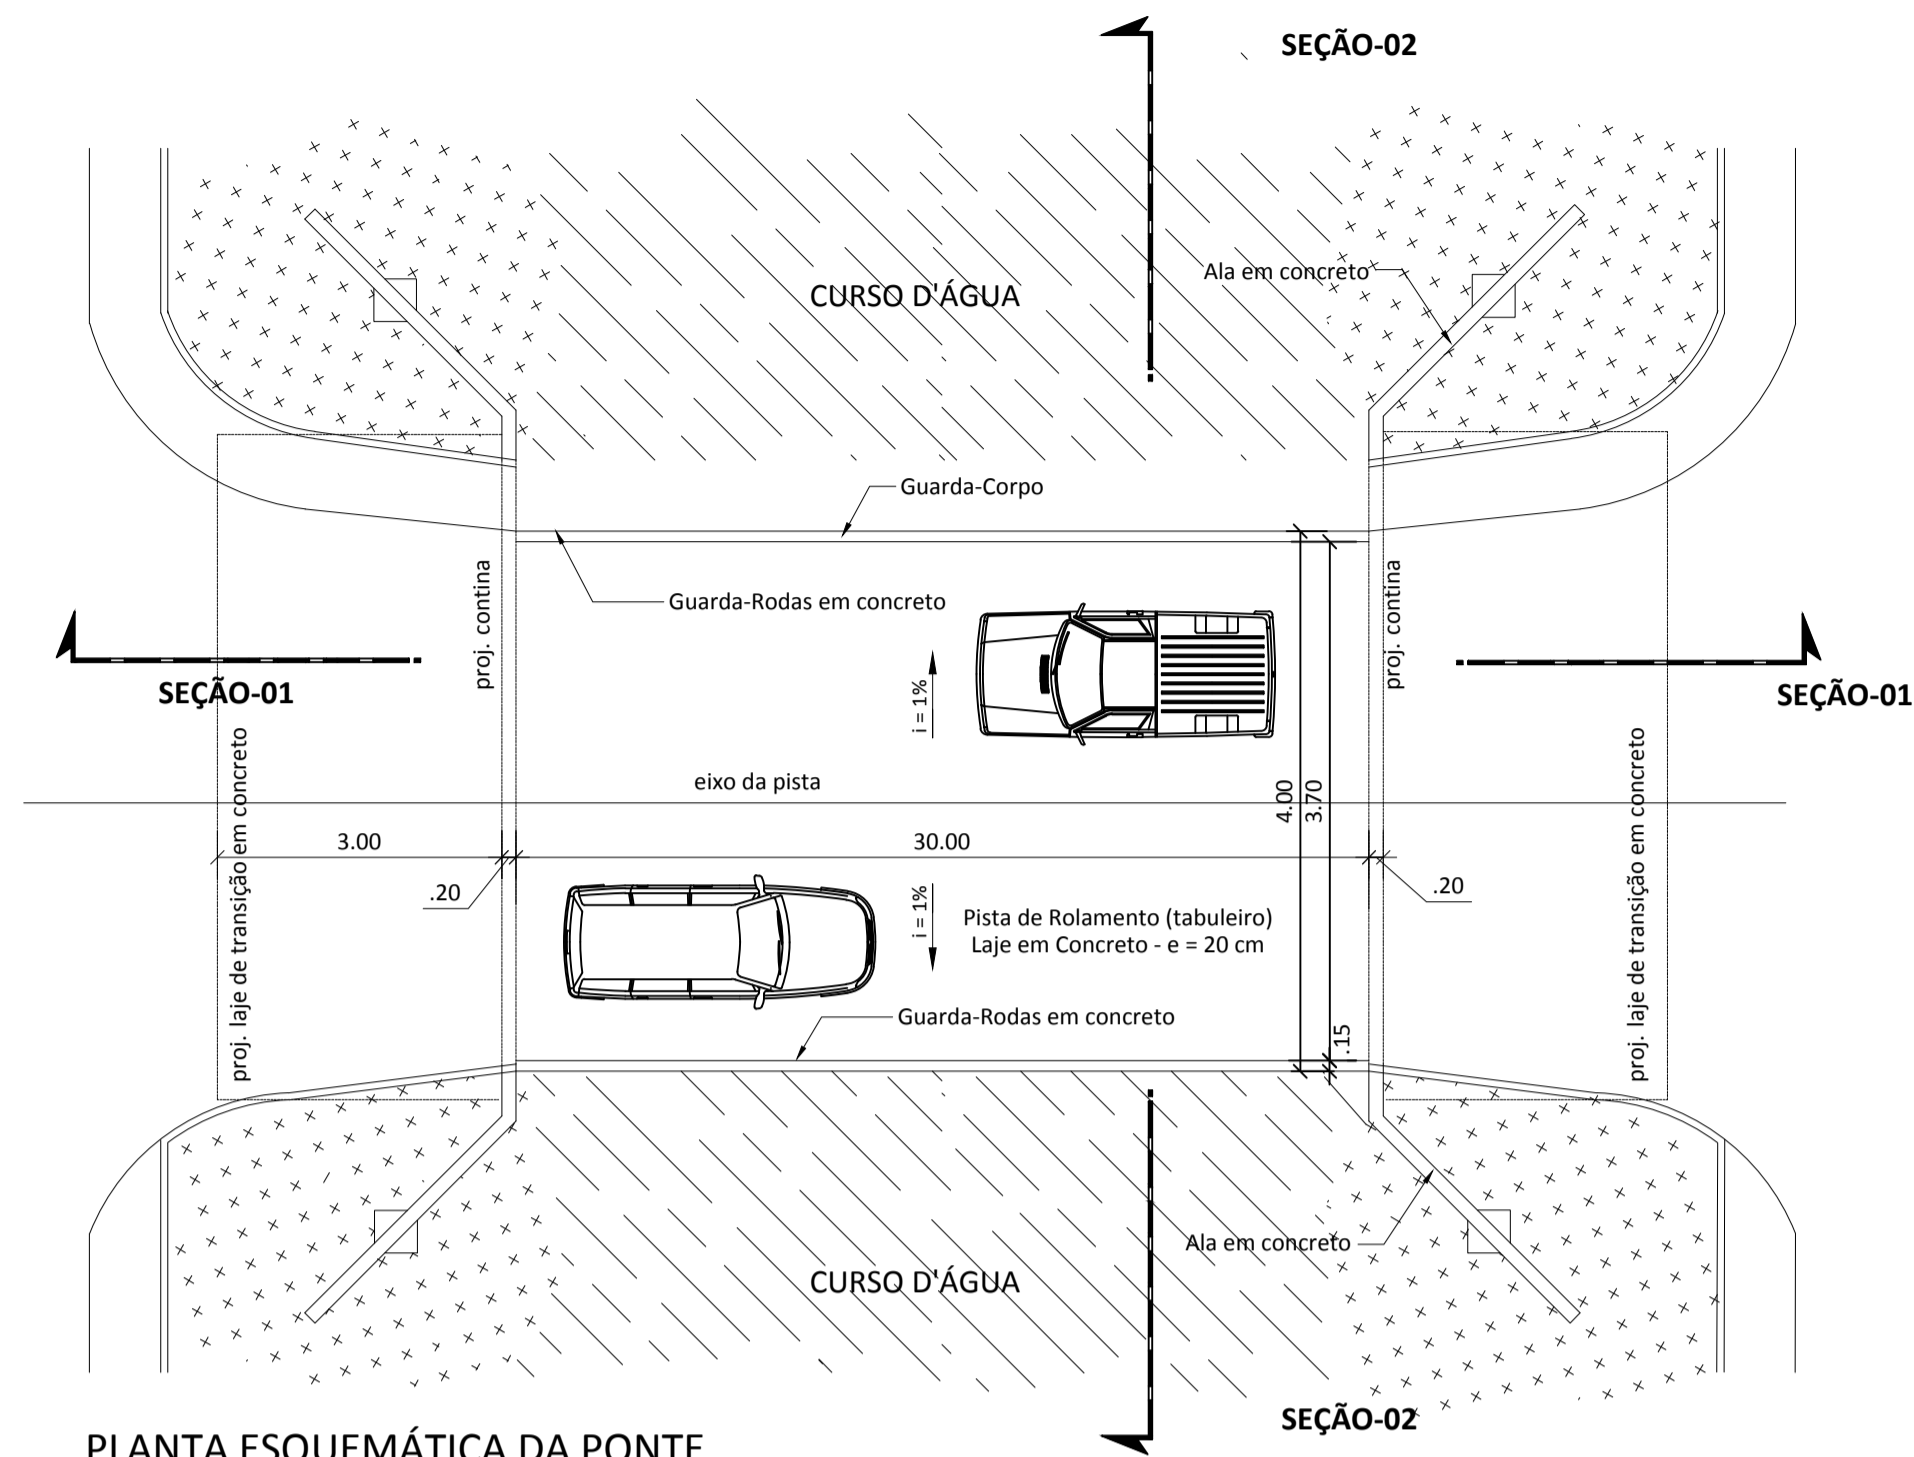 SEÇÃO-02
Ala em concreto
CURSO D'ÁGUA
Guarda-Corpo
proj. contina
proj. contina
Guarda-Rodas em concreto
SEÇÃO-01
SEÇÃO-01
i = 1%
proj. laje de transição em concreto
proj. laje de transição em concreto
eixo da pista
4.00
3.70
3.00
30.00
.20
.20
i = 1%
Pista de Rolamento (tabuleiro)
Laje em Concreto - e = 20 cm
Guarda-Rodas em concreto
.15
Ala em concreto
CURSO D'ÁGUA
SEÇÃO-02
PLANTA ESQUEMÁTICA DA PONTE